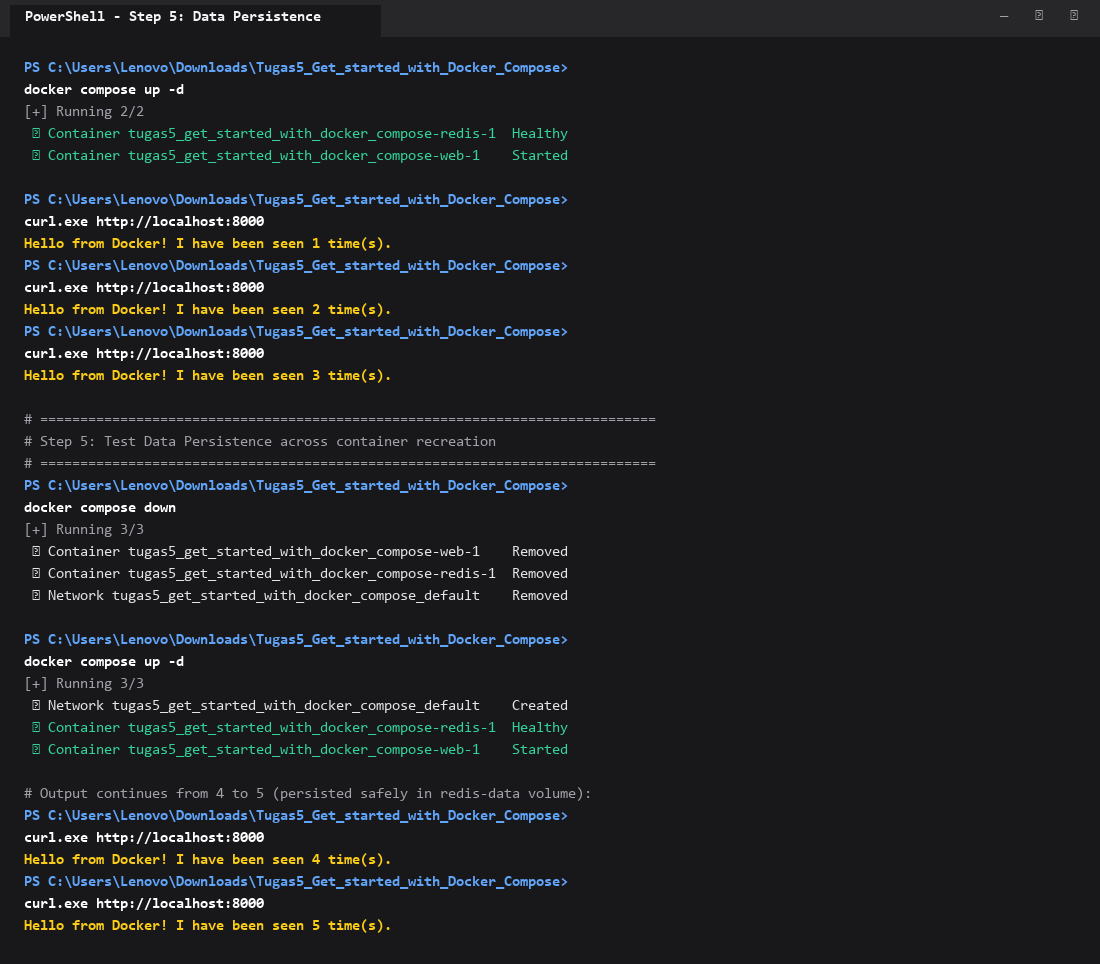 PowerShell - Step 5: Data Persistence
PS C:\Users\Lenovo\Downloads\Tugas5_Get_started_with_Docker_Compose>
docker compose up -d
[+] Running 2/2
Container tugas5_get_started_with_docker_compose-redis-1  Healthy
Container tugas5_get_started_with_docker_compose-web-1    Started
PS C:\Users\Lenovo\Downloads\Tugas5_Get_started_with_Docker_Compose>
curl.exe http://localhost:8000
Hello from Docker! I have been seen 1 time(s).
PS C:\Users\Lenovo\Downloads\Tugas5_Get_started_with_Docker_Compose>
curl.exe http://localhost:8000
Hello from Docker! I have been seen 2 time(s).
PS C:\Users\Lenovo\Downloads\Tugas5_Get_started_with_Docker_Compose>
curl.exe http://localhost:8000
Hello from Docker! I have been seen 3 time(s).
# =============================================================================
# Step 5: Test Data Persistence across container recreation
# =============================================================================
PS C:\Users\Lenovo\Downloads\Tugas5_Get_started_with_Docker_Compose>
docker compose down
[+] Running 3/3
Container tugas5_get_started_with_docker_compose-web-1    Removed
Container tugas5_get_started_with_docker_compose-redis-1  Removed
Network tugas5_get_started_with_docker_compose_default    Removed
PS C:\Users\Lenovo\Downloads\Tugas5_Get_started_with_Docker_Compose>
docker compose up -d
[+] Running 3/3
Network tugas5_get_started_with_docker_compose_default    Created
Container tugas5_get_started_with_docker_compose-redis-1  Healthy
Container tugas5_get_started_with_docker_compose-web-1    Started
# Output continues from 4 to 5 (persisted safely in redis-data volume):
PS C:\Users\Lenovo\Downloads\Tugas5_Get_started_with_Docker_Compose>
curl.exe http://localhost:8000
Hello from Docker! I have been seen 4 time(s).
PS C:\Users\Lenovo\Downloads\Tugas5_Get_started_with_Docker_Compose>
curl.exe http://localhost:8000
Hello from Docker! I have been seen 5 time(s).